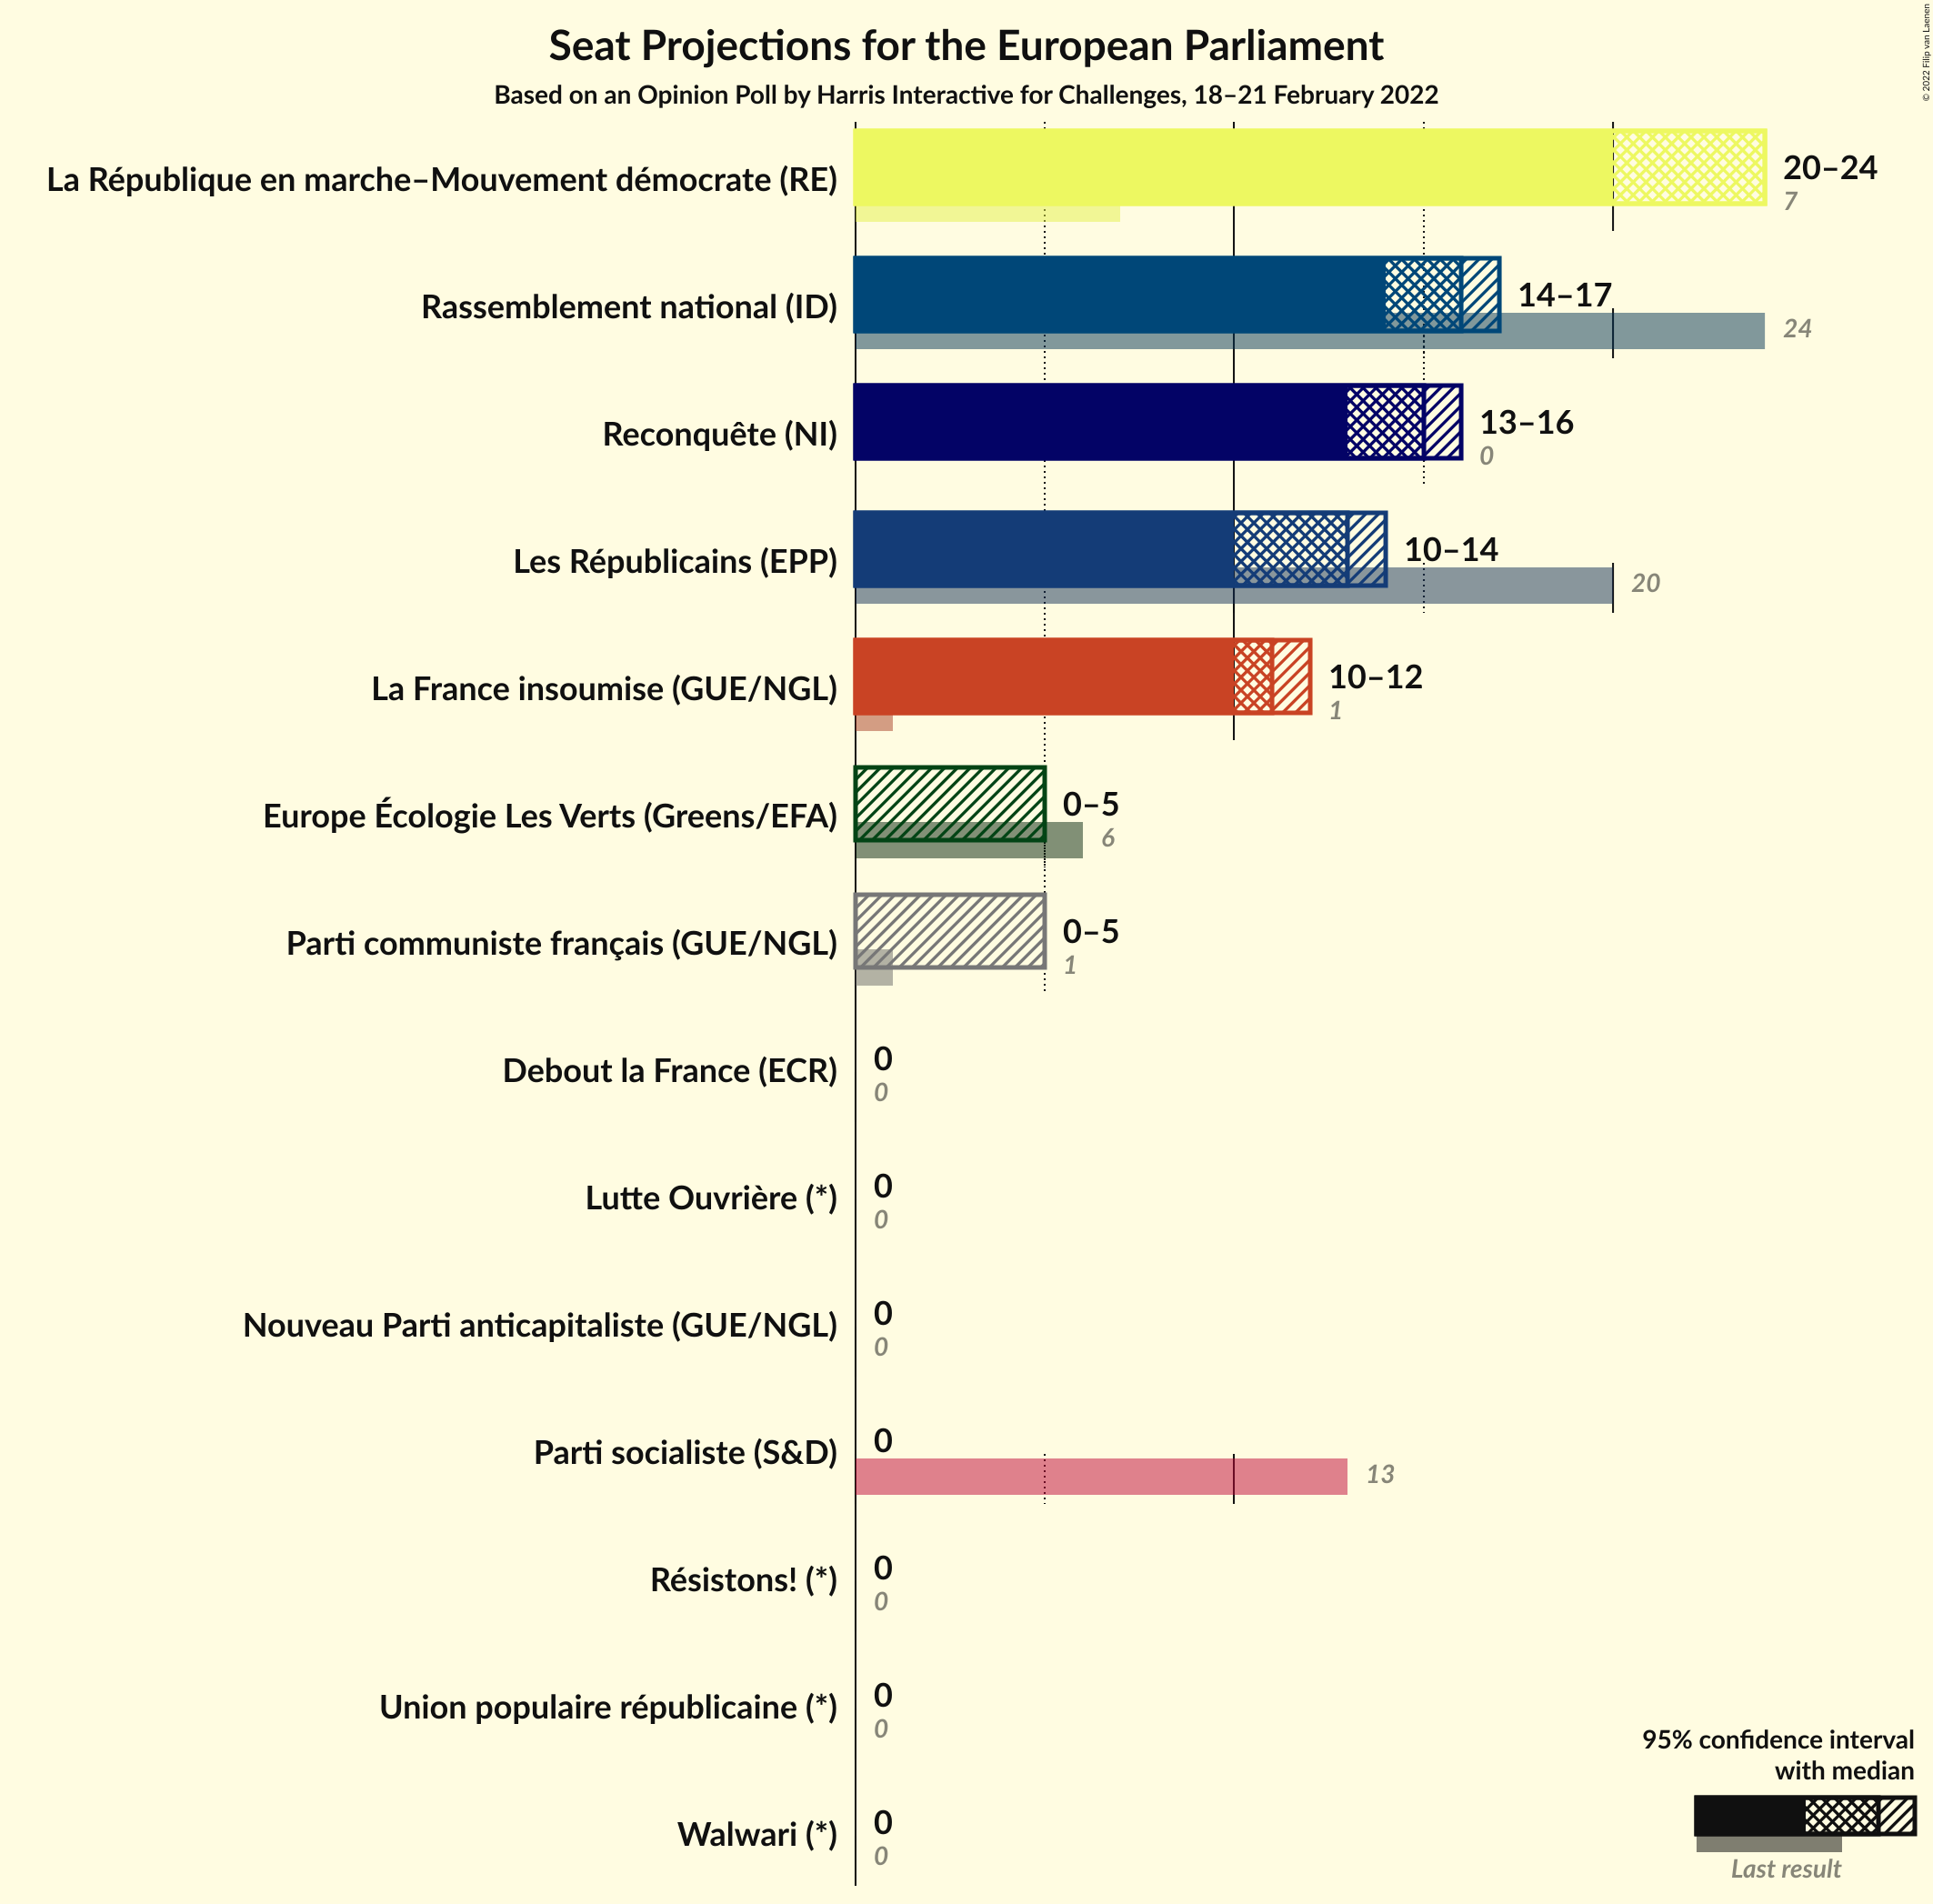 Seat Projections for the European Parliament
Based on an Opinion Poll by Harris Interactive for Challenges, 18–21 February 2022
© 2022 Filip van Laenen
La République en marche–Mouvement démocrate (RE)
20–24
7
Rassemblement national (ID)
14–17
24
Reconquête (NI)
13–16
0
Les Républicains (EPP)
10–14
20
La France insoumise (GUE/NGL)
10–12
1
Europe Écologie Les Verts (Greens/EFA)
0–5
6
Parti communiste français (GUE/NGL)
0–5
1
Debout la France (ECR)
0
0
Lutte Ouvrière (*)
0
0
Nouveau Parti anticapitaliste (GUE/NGL)
0
0
Parti socialiste (S&D)
0
13
Résistons! (*)
0
0
Union populaire républicaine (*)
0
0
Walwari (*)
0
0
95% confidence interval
with median
Last result